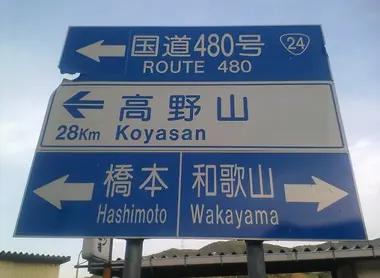 国道480号 24
ROUTE 480
高野山
28Km Koyasan
橋本 和歌山
Hashimoto Wakayama